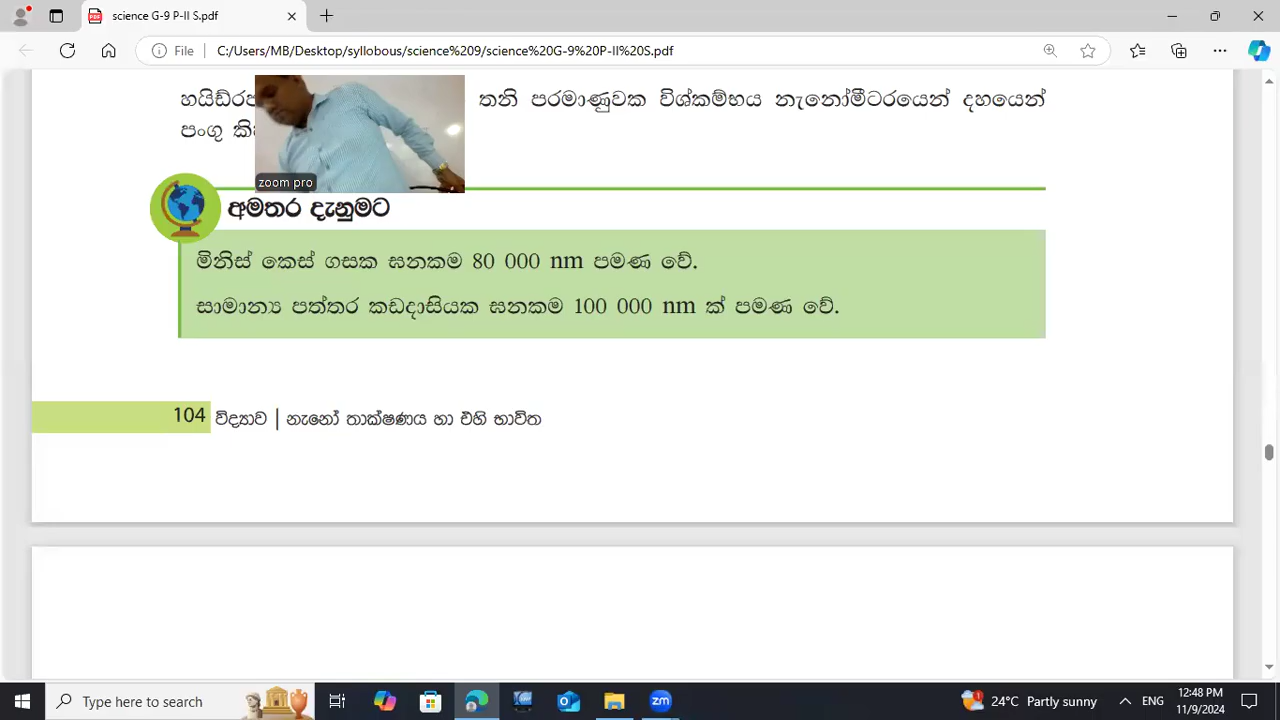 science G-9 P-II S.pdf
File C:/Users/MB/Desktop/syllobous/science%209/science%20G-9%20P-II%20S.pdf
තනි පරමාණුවක විශ්කම්භය නැනෝමීටරයෙන් දහයෙන්
පංගු
zoom pro
අමතර දැනුමට
මිනිස් කෙස් ගසක ඝනකම 80 000 nm පමණ වේ.
සාමාන්‍ය පත්තර කඩදාසියක ඝනකම 100 000 nm ක් පමණ වේ.
104 විද්‍යාව | නැනෝ තාක්ෂණය හා එහි භාවිත
Type here to search
24°C Partly sunny
ENG
12:48 PM
11/9/2024